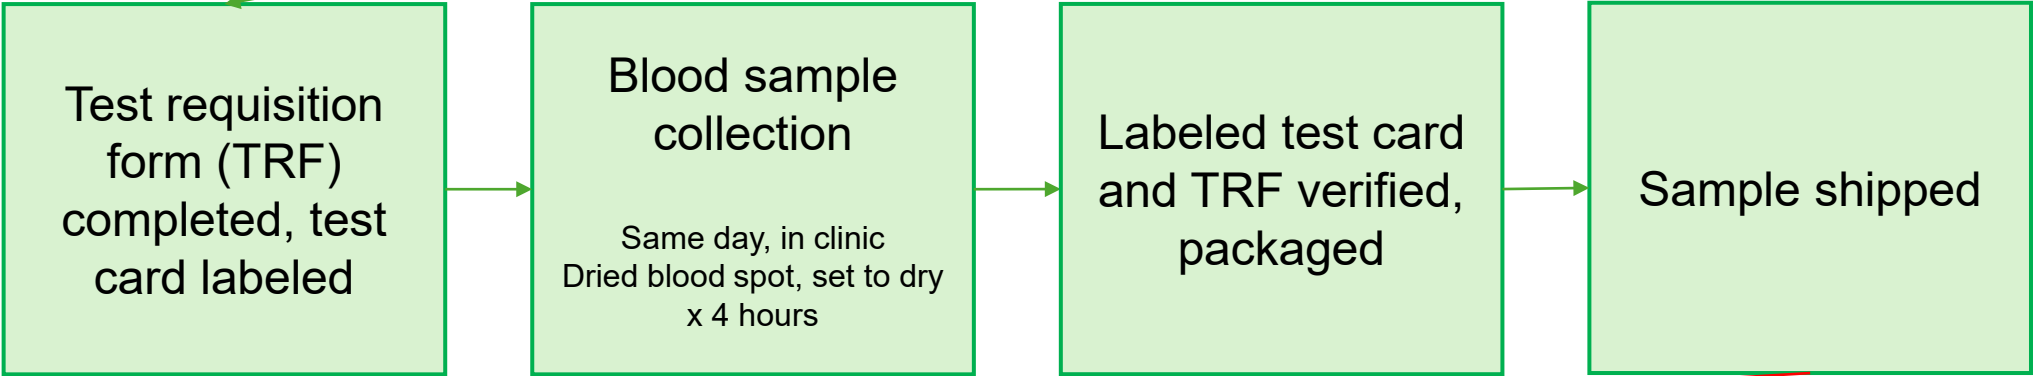 Test requisition
form (TRF)
completed, test
card labeled
Blood sample
collection
Same day, in clinic
Dried blood spot, set to dry
x 4 hours
Labeled test card
and TRF verified,
packaged
Sample shipped